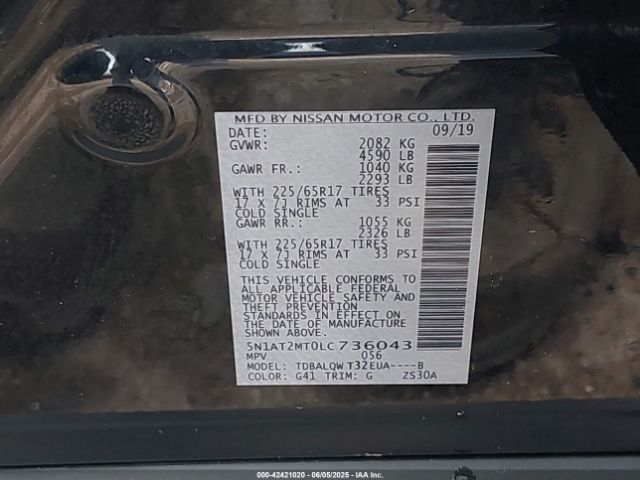 MFD BY NISSAN MOTOR CO., LTD.
DATE: 09/19
GVWR: 2082 KG
4590 LB
GAWR FR.: 1040 KG
2293 LB
WITH 225/65R17 TIRES
17 X 7J RIMS AT 33 PSI
COLD SINGLE
GAWR RR.: 1055 KG
2326 LB
WITH 225/65R17 TIRES
17 X 7J RIMS AT 33 PSI
COLD SINGLE
THIS VEHICLE CONFORMS TO
ALL APPLICABLE FEDERAL
MOTOR VEHICLE SAFETY AND
THEFT PREVENTION
STANDARDS IN EFFECT ON
THE DATE OF MANUFACTURE
SHOWN ABOVE.
5N1AT2MT0LC736043
MPV 056
MODEL: TDBALQW T32EUA----B
COLOR: G41 TRIM: G ZS30A
000-42421020 | 06/05/2025 | IAA Inc.